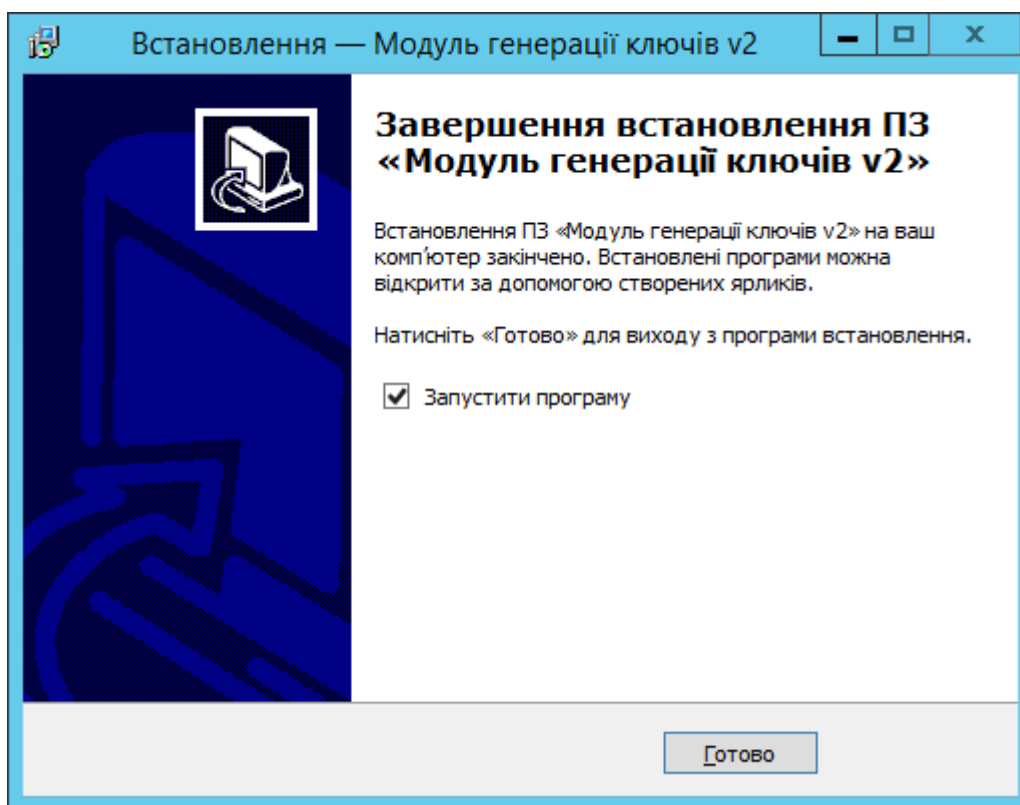 Встановлення — Модуль генерації ключів v2
Завершення встановлення ПЗ
«Модуль генерації ключів v2»
Встановлення ПЗ «Модуль генерації ключів v2» на ваш
комп'ютер закінчено. Встановлені програми можна
відкрити за допомогою створених ярликів.
Натисніть «Готово» для виходу з програми встановлення.
Запустити програму
Готово